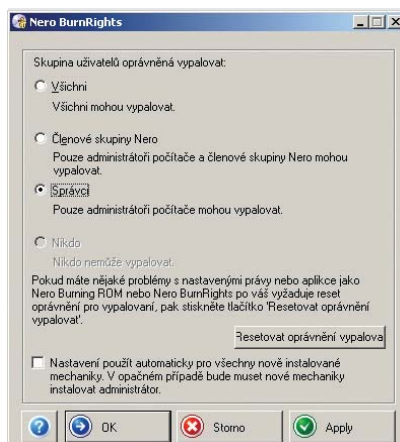 Nero BurnRights
Skupina uživatelů oprávněná vypalovat:
Všichni
Všichni mohou vypalovat.
Členové skupiny Nero
Pouze administrátoři počítače a členové skupiny Nero mohou
vypalovat.
Správci
Pouze administrátoři počítače mohou vypalovat.
Nikdo
Nikdo nemůže vypalovat.
Pokud máte nějaké problémy s nastavenými právy nebo aplikace jako
Nero Burning ROM nebo Nero BurnRights po váš vyžaduje reset
oprávnění pro vypalovaní, pak stiskněte tlačítko 'Resetovat oprávnění
vypalovat'.
Resetovat oprávnění vypalova
Nastavení použít automaticky pro všechny nově instalované
mechaniky. V opačném případě bude muset nové mechaniky
instalovat administrátor.
? OK Storno Apply